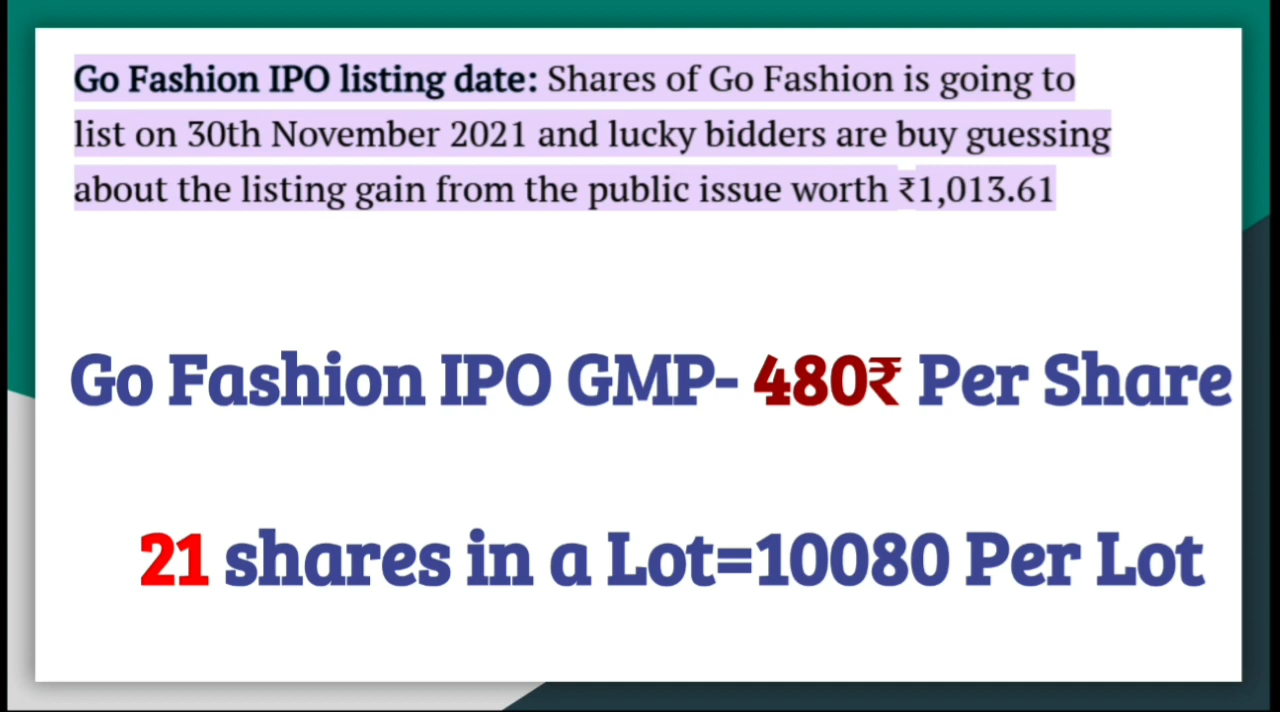 Go Fashion IPO listing date: Shares of Go Fashion is going to
list on 30th November 2021 and lucky bidders are buy guessing
about the listing gain from the public issue worth ₹1,013.61
Go Fashion IPO GMP- 480₹ Per Share
21 shares in a Lot=10080 Per Lot